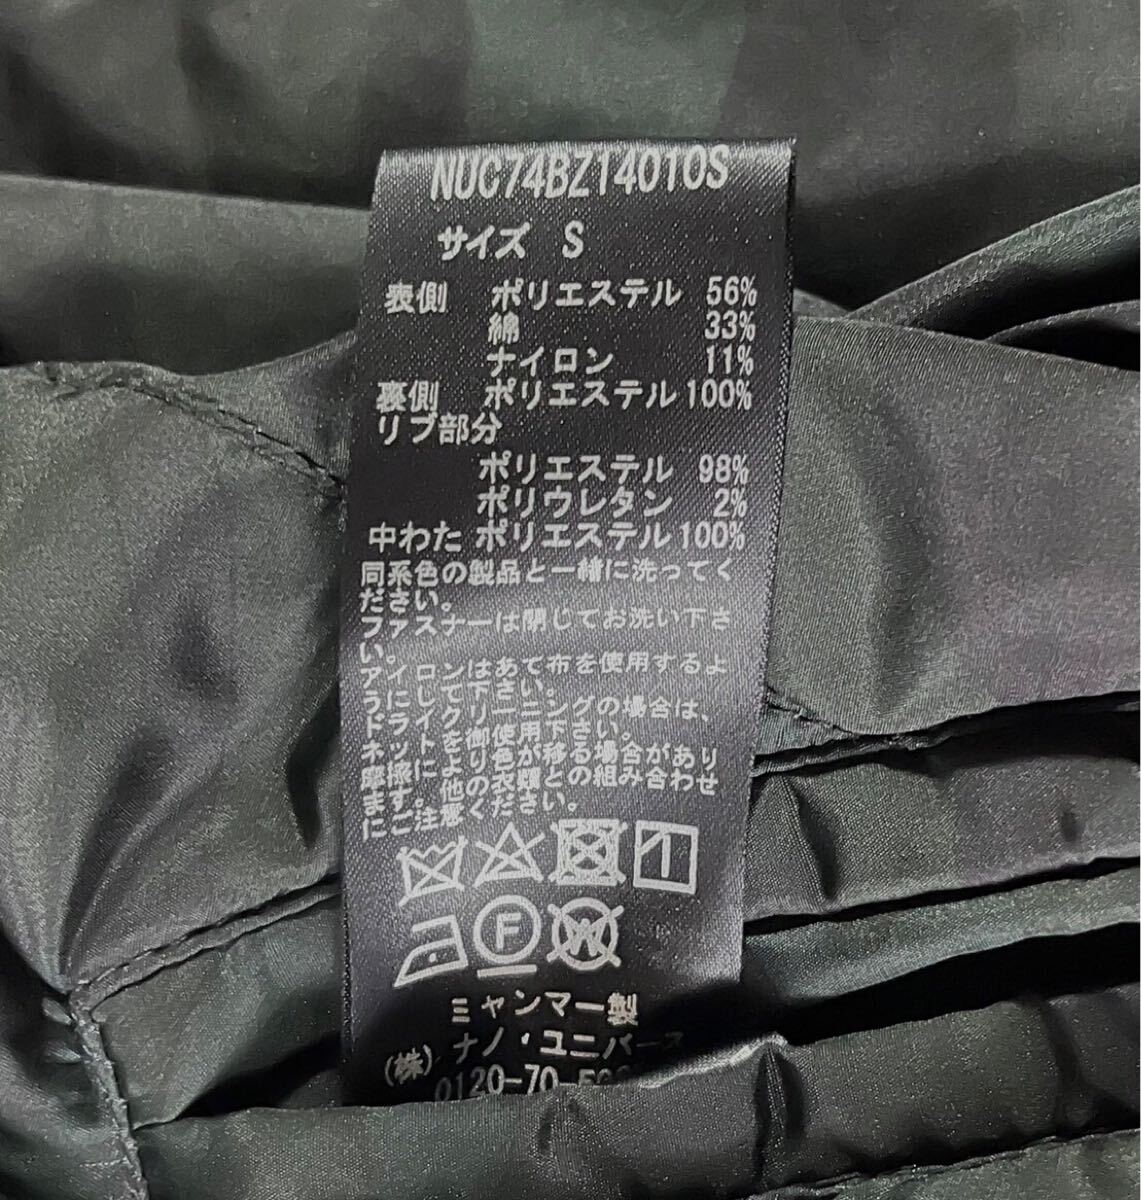 NUC74BZ14010S
サイズ S
表側 ポリエステル 56%
綿 33%
ナイロン 11%
裏側 ポリエステル 100%
リブ部分
ポリエステル 98%
ポリウレタン 2%
中わた ポリエステル 100%
同系色の製品と一緒に洗ってく
ださい。
ファスナーは閉じてお洗い下さ
い。
アイロンはあて布を使用するよ
うにして下さい。
ドライクリーニングの場合は、
ネットを御使用下さい。
摩擦により色が移る場合があり
ます。他の衣類との組み合わせ
にご注意ください。
F W
ミャンマー製
(株) ナノ・ユニバース
0120-70-